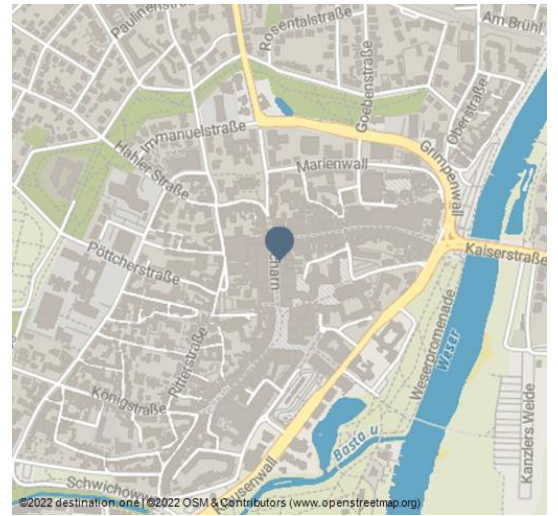 Paulinenstraße
Rosentalstraße
Am Brühl
Goebenstraße
Oberstraße
Immanuelstraße
Hahler Straße
Marienwall
Grimpenwall
Pöttcherstraße
Kaiserstraße
Ritterstraße
Weserpromenade
Weser
Königstraße
Kanzlers Weide
Basta u
Schwichow
©2022 destination one | ©2022 OSM & Contributors (www.openstreetmap.org)